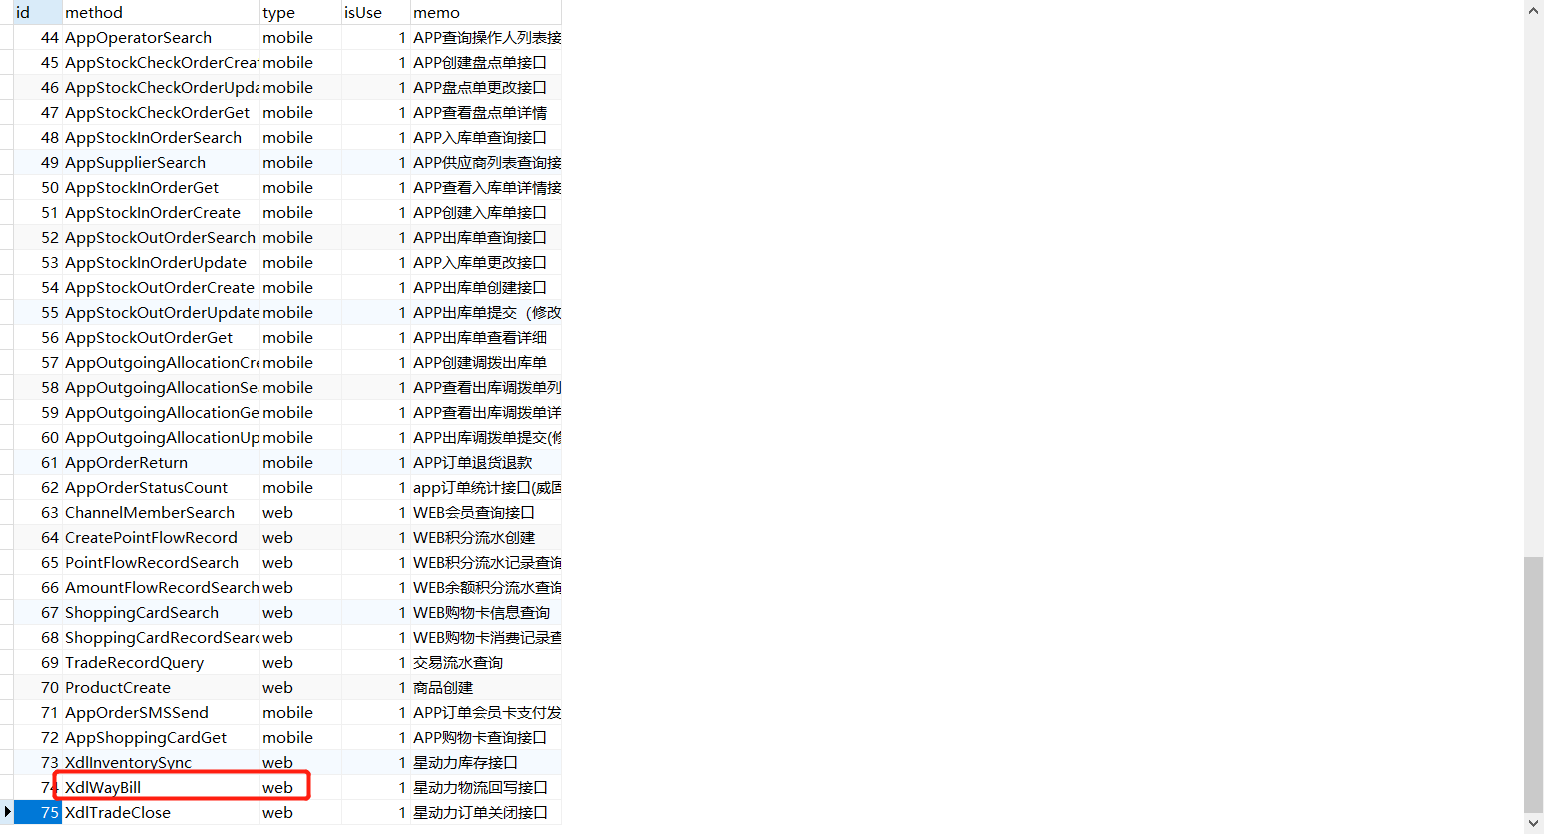 id method type isUse memo
44 AppOperatorSearch mobile 1 APP查询操作人列表接
45 AppStockCheckOrderCrea mobile 1 APP创建盘点单接口
46 AppStockCheckOrderUpda mobile 1 APP盘点单更改接口
47 AppStockCheckOrderGet mobile 1 APP查看盘点单详情
48 AppStockInOrderSearch mobile 1 APP入库单查询接口
49 AppSupplierSearch mobile 1 APP供应商列表查询接
50 AppStockInOrderGet mobile 1 APP查看入库单详情接
51 AppStockInOrderCreate mobile 1 APP创建入库单接口
52 AppStockOutOrderSearch mobile 1 APP出库单查询接口
53 AppStockInOrderUpdate mobile 1 APP入库单更改接口
54 AppStockOutOrderCreate mobile 1 APP出库单创建接口
55 AppStockOutOrderUpdate mobile 1 APP出库单提交（修改
56 AppStockOutOrderGet mobile 1 APP出库单查看详细
57 AppOutgoingAllocationCre mobile 1 APP创建调拨出库单
58 AppOutgoingAllocationSe mobile 1 APP查看出库调拨单列
59 AppOutgoingAllocationGe mobile 1 APP查看出库调拨单详
60 AppOutgoingAllocationUp mobile 1 APP出库调拨单提交(修
61 AppOrderReturn mobile 1 APP订单退货退款
62 AppOrderStatusCount mobile 1 app订单统计接口(威固
63 ChannelMemberSearch web 1 WEB会员查询接口
64 CreatePointFlowRecord web 1 WEB积分流水创建
65 PointFlowRecordSearch web 1 WEB积分流水记录查询
66 AmountFlowRecordSearch web 1 WEB余额积分流水查询
67 ShoppingCardSearch web 1 WEB购物卡信息查询
68 ShoppingCardRecordSearc web 1 WEB购物卡消费记录查
69 TradeRecordQuery web 1 交易流水查询
70 ProductCreate web 1 商品创建
71 AppOrderSMSSend mobile 1 APP订单会员卡支付发
72 AppShoppingCardGet mobile 1 APP购物卡查询接口
73 XdlInventorySync web 1 星动力库存接口
74 XdlWayBill web 1 星动力物流回写接口
75 XdlTradeClose web 1 星动力订单关闭接口